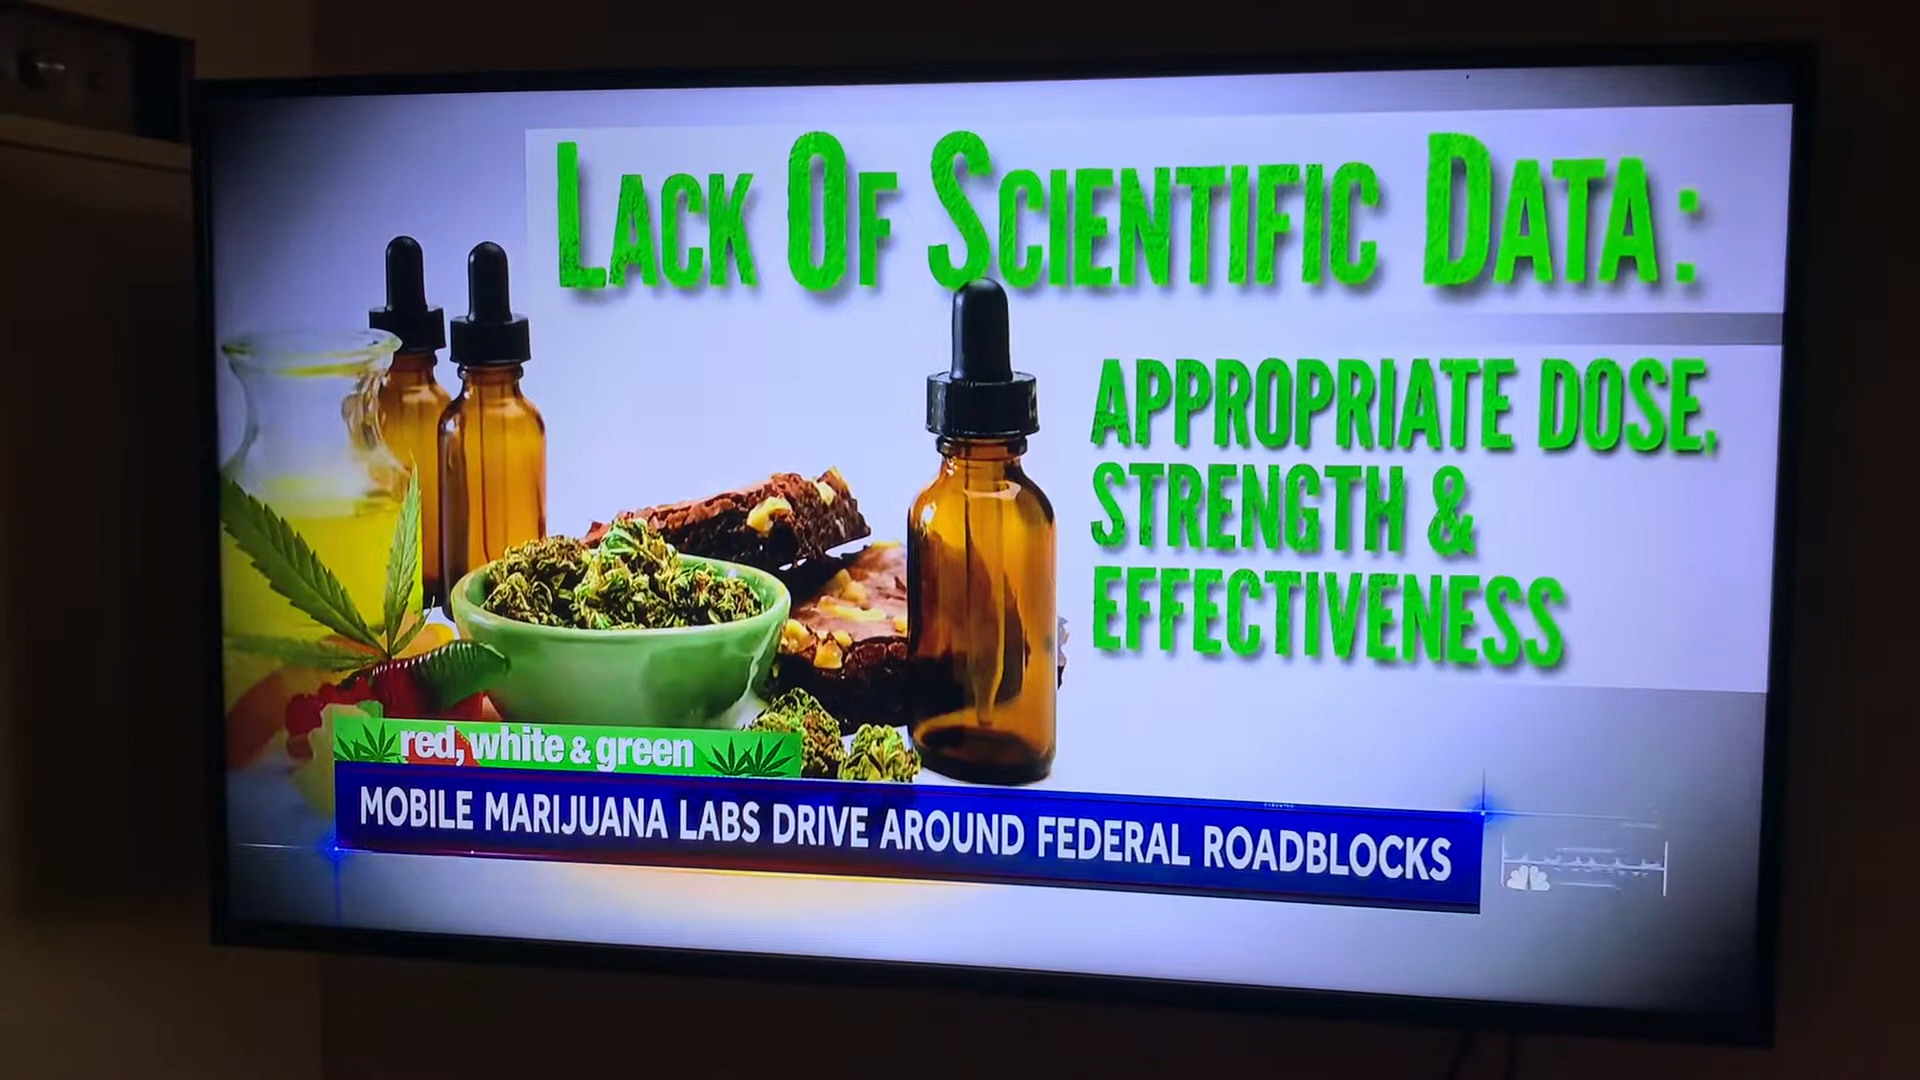 LACK OF SCIENTIFIC DATA:
APPROPRIATE DOSE,
STRENGTH &
EFFECTIVENESS
red, white & green
MOBILE MARIJUANA LABS DRIVE AROUND FEDERAL ROADBLOCKS